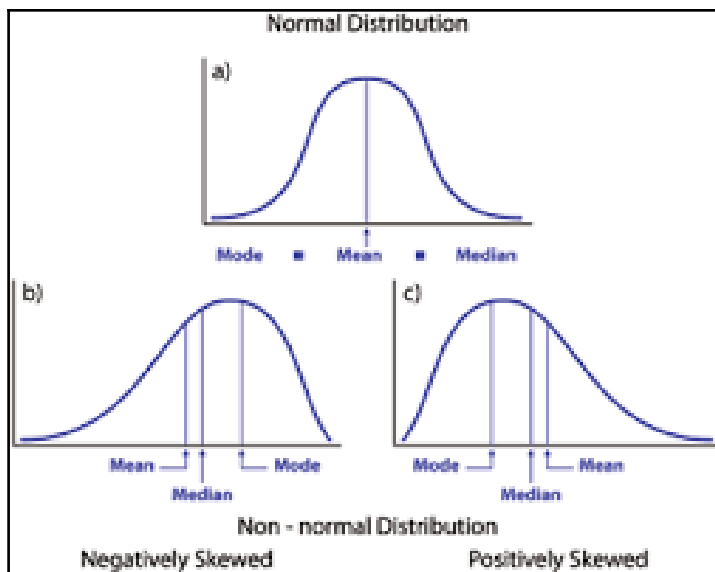 Normal Distribution
a)
Mode = Mean = Median
b)
c)
Mean
Mode
Median
Mode
Mean
Median
Non - normal Distribution
Negatively Skewed
Positively Skewed